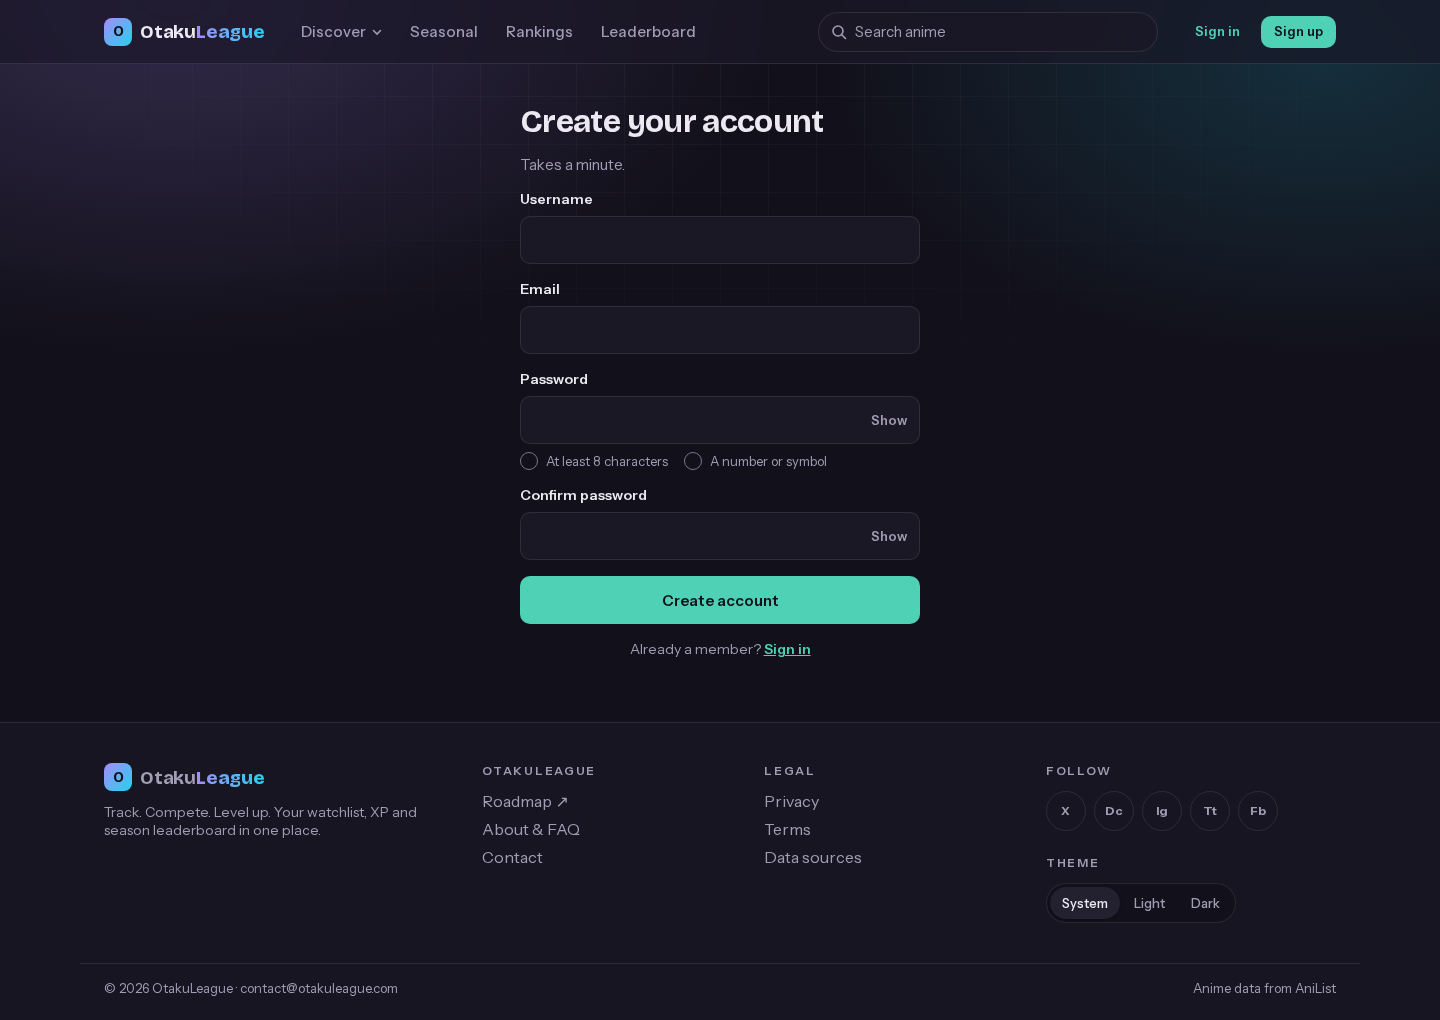 O OtakuLeague Discover Seasonal Rankings Leaderboard Search anime Sign in Sign up
Create your account
Takes a minute.
Username
Email
Password
Show
At least 8 characters A number or symbol
Confirm password
Show
Create account
Already a member? Sign in
O OtakuLeague
Track. Compete. Level up. Your watchlist, XP and
season leaderboard in one place.
OTAKULEAGUE
Roadmap ↗
About & FAQ
Contact
LEGAL
Privacy
Terms
Data sources
FOLLOW
X Dc Ig Tt Fb
THEME
System Light Dark
© 2026 OtakuLeague · contact@otakuleague.com
Anime data from AniList